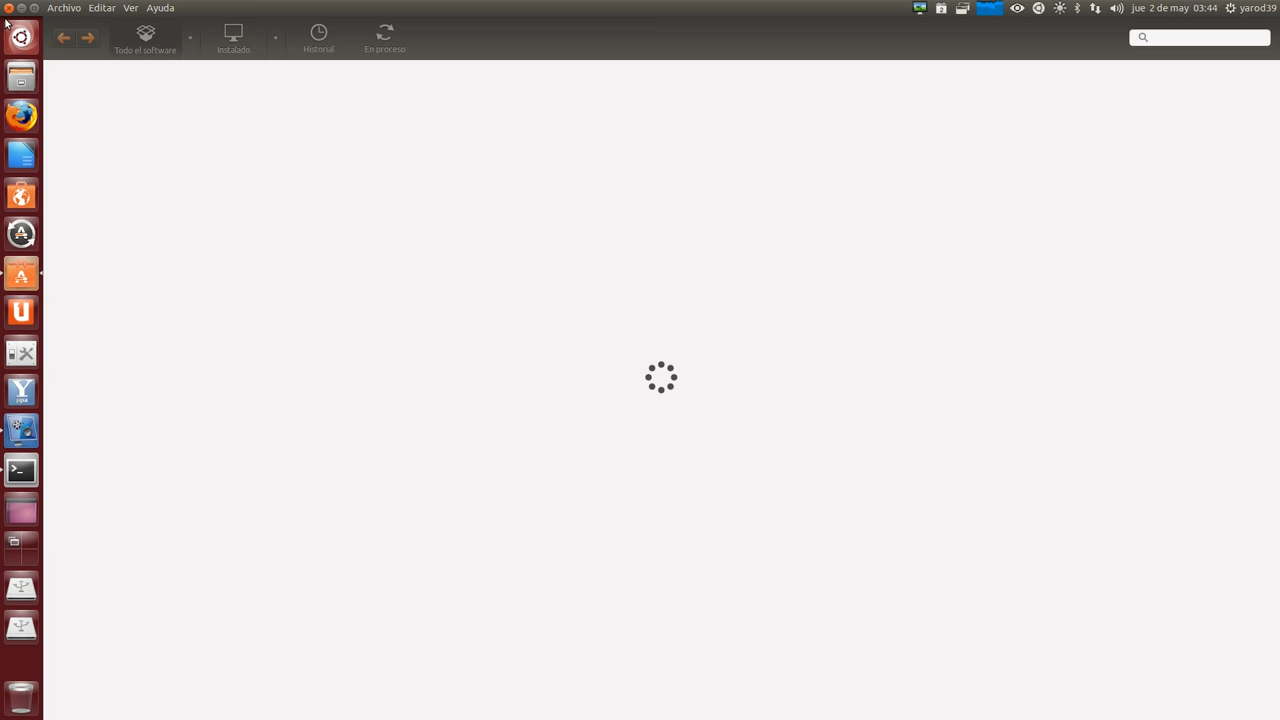 Archivo Editar Ver Ayuda
jue 2 de may 03:44 yarod39
Todo el software Instalado Historial En proceso